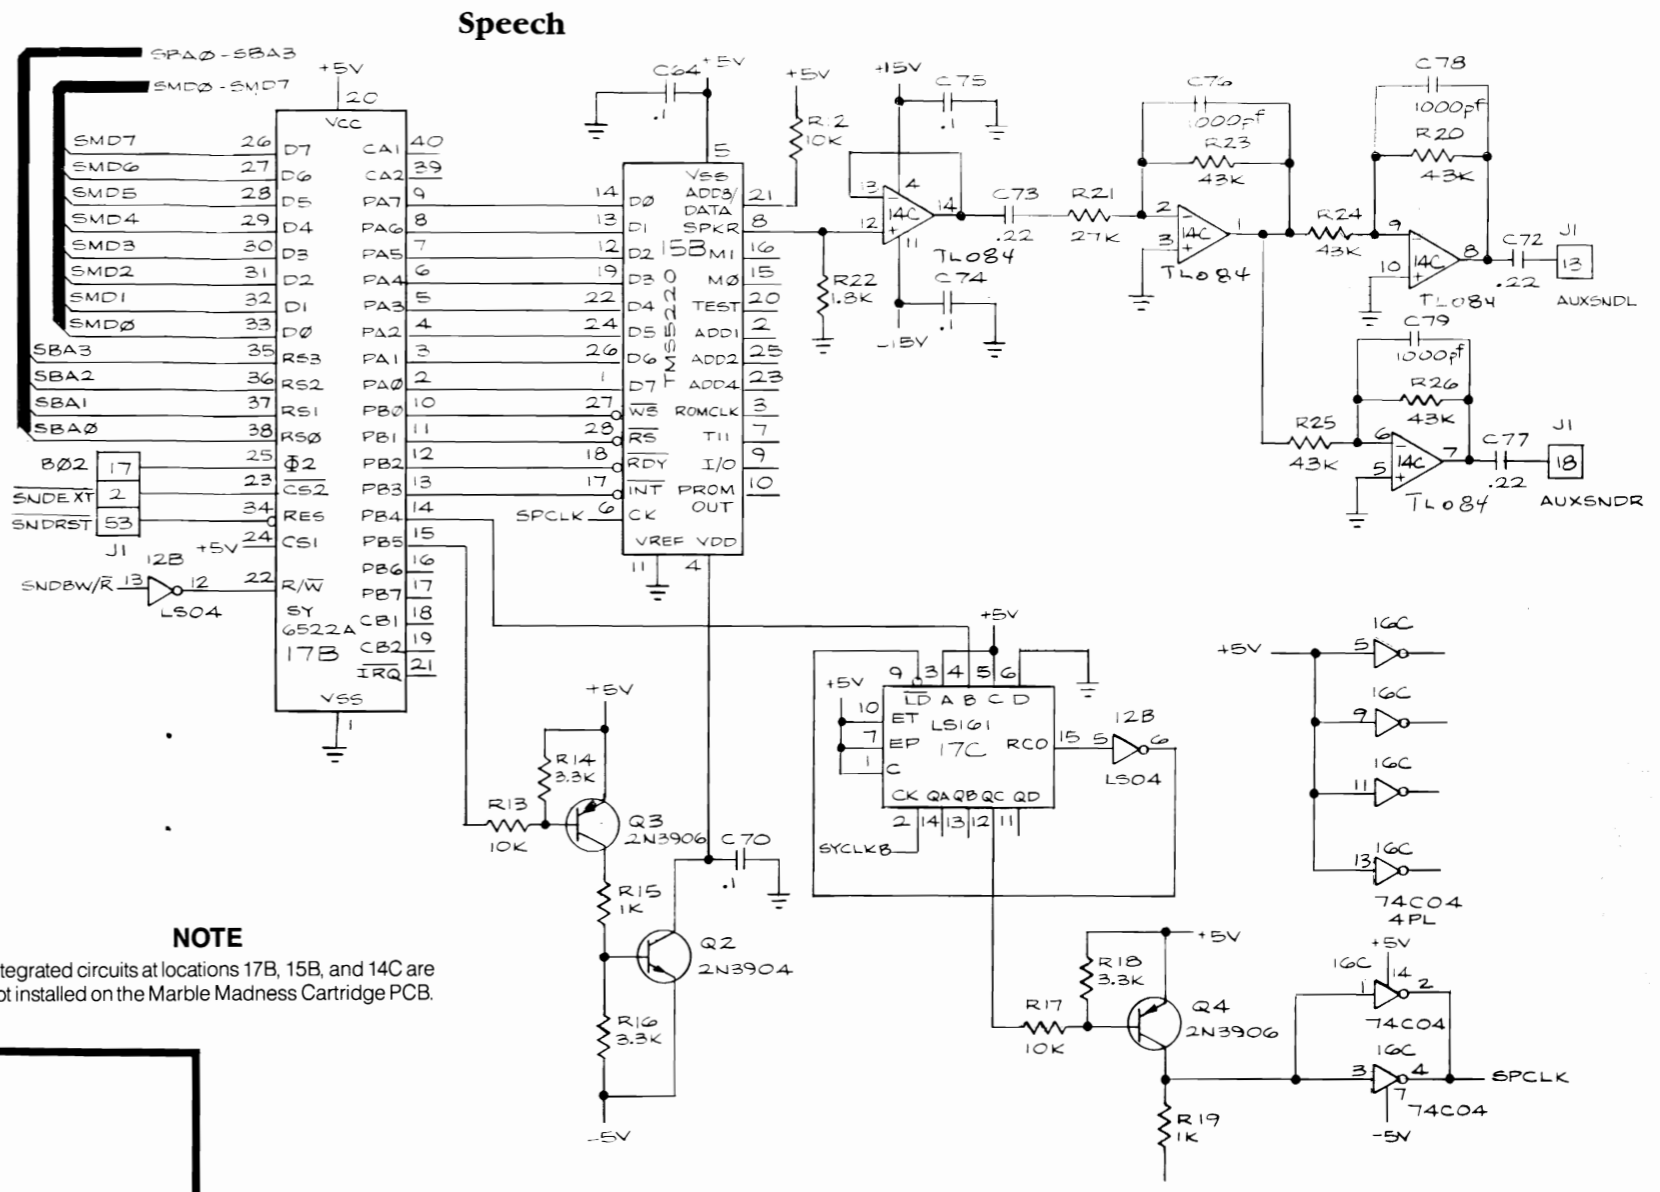 Speech
SBAØ-SBA3
SMDØ-SMD7
+5V
20
VCC
SMD7 26 D7 CA1 40
SMD6 27 D6 CA2 39
SMD5 28 D5 PA7 9
SMD4 29 D4 PA6 8
SMD3 30 D3 PA5 7
SMD2 31 D2 PA4 6
SMD1 32 D1 PA3 5
SMDØ 33 DØ PA2 4
SBA3 35 RS3 PA1 3
SBA2 36 RS2 PAØ 2
SBA1 37 RS1 PBØ 10
SBAØ 38 RSØ PB1 11
BØ2 17 25 Φ2 PB2 12
SNDEXT 2 23 CS2 PB3 13
SNDRST 53 34 RES PB4 14
J1 +5V 24 CS1 PB5 15
PB6 16
PB7 17
12B
SNDBW/R 13 12 22 R/W
LS04
SY
6522A
17B
CB1 18
CB2 19
IRQ 21
VSS
1
C64 +5V
.1
5
VSS
14 DØ ADD8/DATA 21
13 D1 SPKR 8
12 D2 M1 16
19 D3 MØ 15
22 D4 TEST 20
24 D5 ADD1 2
26 D6 ADD2 25
1 D7 ADD4 23
27 WS ROMCLK 3
28 RS T11 7
18 RDY I/O 9
17 INT PROM OUT 10
SPCLK 6 CK
15B
TMS5220
VREF VDD
11 4
+5V
R12
10K
R22
1.8K
+15V
C75
.1
13
12
4
14C
14
11
TL084
C74
.1
-15V
C73
.22
R21
27K
C76
1000pf
R23
43K
2
3
14C
1
TL084
R24
43K
C78
1000pf
R20
43K
9
10
14C
8
TL084
C72
.22
J1
13
AUXSNDL
C79
1000pf
R26
43K
R25
43K
6
5
14C
7
TL084
C77
.22
J1
18
AUXSNDR
+5V
R14
3.3K
R13
10K
Q3
2N3906
R15
1K
Q2
2N3904
R16
3.3K
-5V
C70
.1
+5V
9 3 4 5 6
LD A B C D
+5V
10 ET
7 EP
1 C
LS161
17C
RCO 15
CK QA QB QC QD
2 14 13 12 11
SYCLKB
12B
5 6
LS04
+5V
R18
3.3K
R17
10K
Q4
2N3906
R19
1K
+5V
16C
5
16C
9
16C
11
16C
13
74C04
4PL
+5V
16C
14
1 2
74C04
16C
3 4
7
74C04
-5V
SPCLK
NOTE
tegrated circuits at locations 17B, 15B, and 14C are
ot installed on the Marble Madness Cartridge PCB.